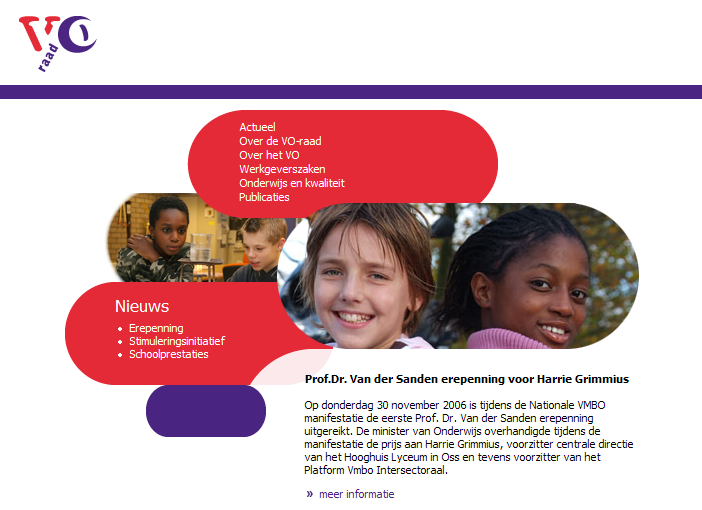 VO
raad
Actueel
Over de VO-raad
Over het VO
Werkgeverszaken
Onderwijs en kwaliteit
Publicaties
Nieuws
Erepenning
Stimuleringsinitiatief
Schoolprestaties
Prof.Dr. Van der Sanden erepenning voor Harrie Grimmius
Op donderdag 30 november 2006 is tijdens de Nationale VMBO
manifestatie de eerste Prof. Dr. Van der Sanden erepenning
uitgereikt. De minister van Onderwijs overhandigde tijdens de
manifestatie de prijs aan Harrie Grimmius, voorzitter centrale directie
van het Hooghuis Lyceum in Oss en tevens voorzitter van het
Platform Vmbo Intersectoraal.
» meer informatie